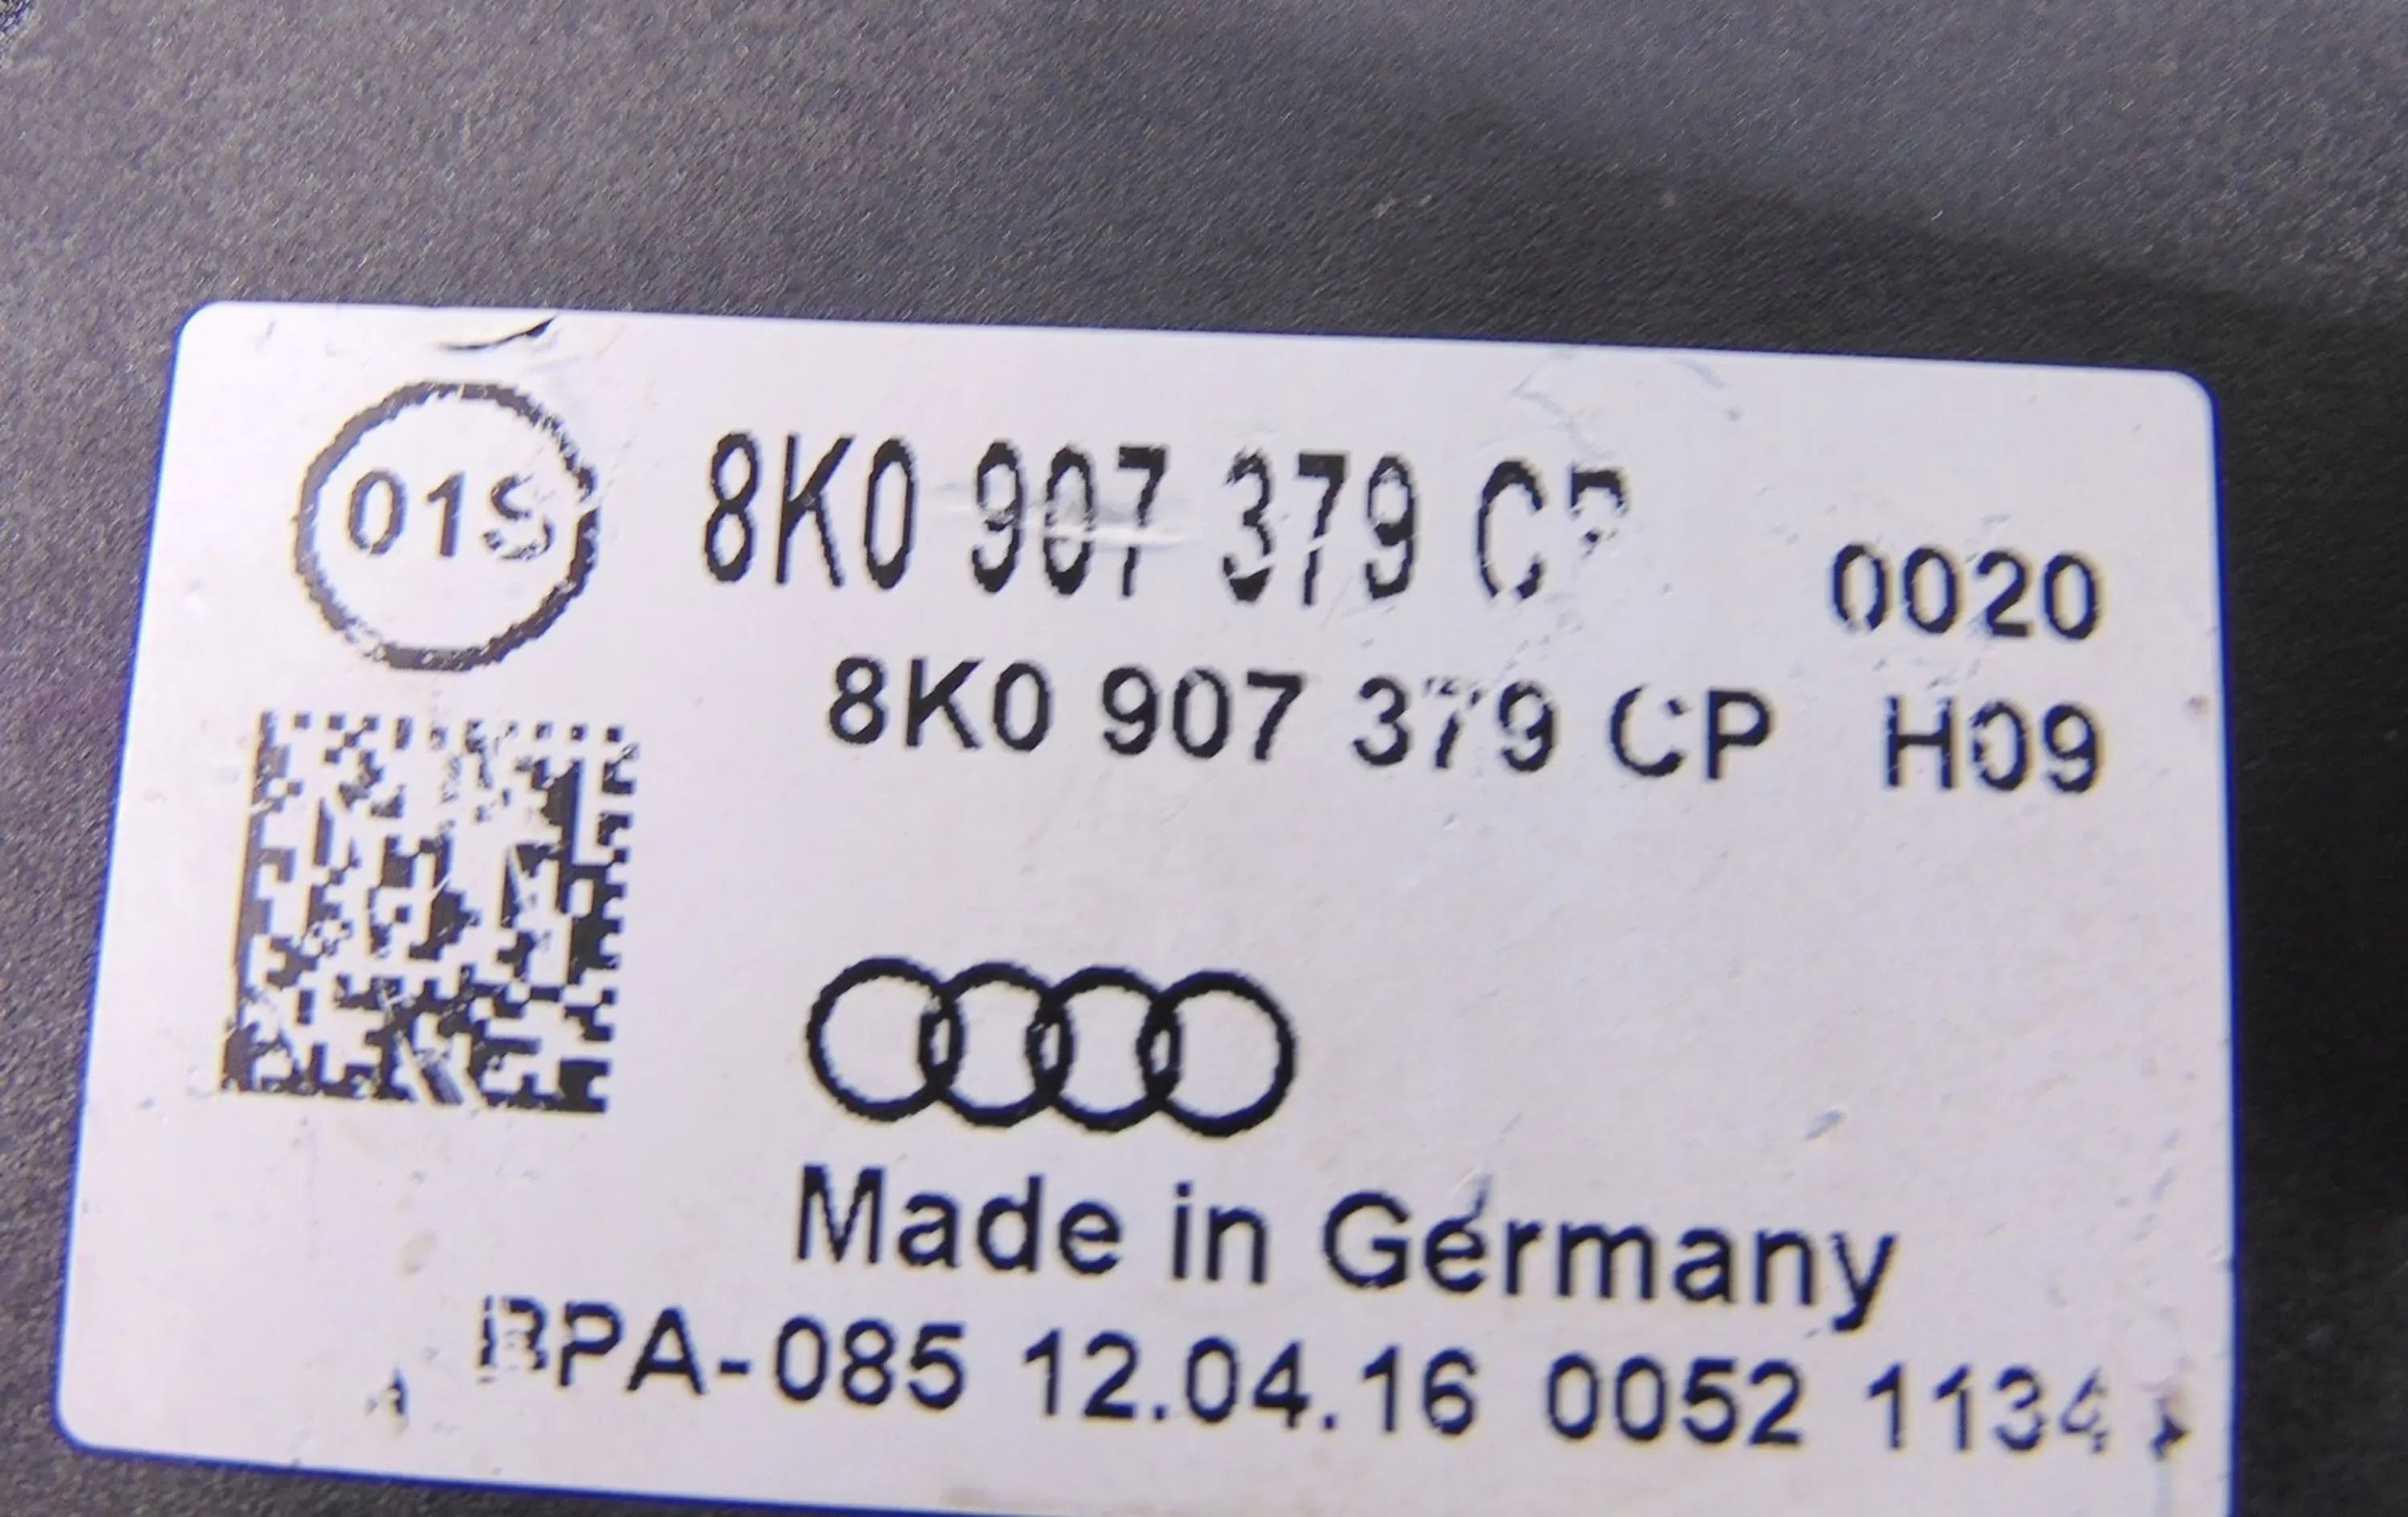 01S
8K0 907 379 CP
0020
8K0 907 379 CP H09
Made in Germany
BPA-085 12.04.16 0052 1134